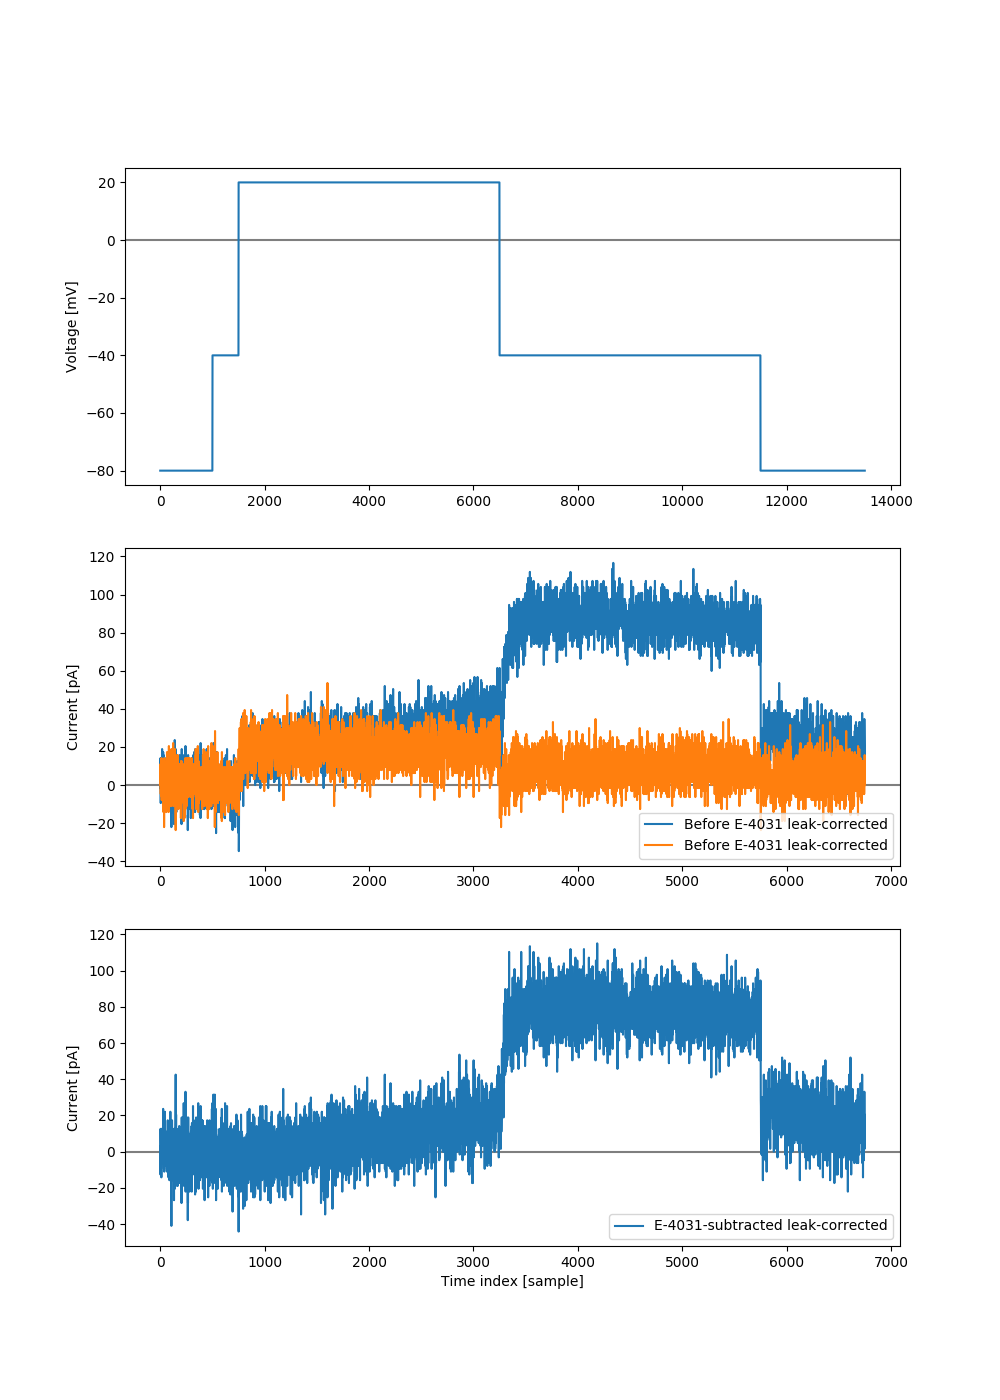 20
0
−20
−40
−60
−80
Voltage [mV]
0 2000 4000 6000 8000 10000 12000 14000
120
100
80
60
40
20
0
−20
−40
Current [pA]
Before E-4031 leak-corrected
Before E-4031 leak-corrected
0 1000 2000 3000 4000 5000 6000 7000
120
100
80
60
40
20
0
−20
−40
Current [pA]
E-4031-subtracted leak-corrected
0 1000 2000 3000 4000 5000 6000 7000
Time index [sample]